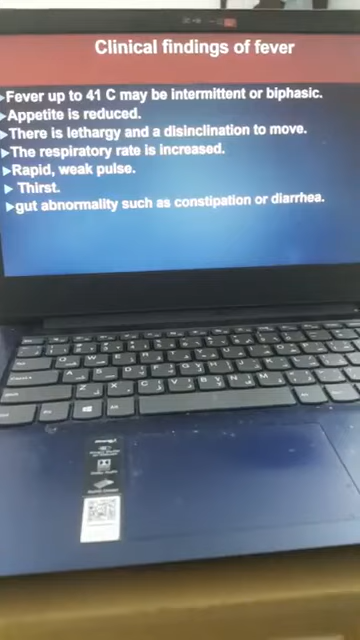 Clinical findings of fever
Fever up to 41 C may be intermittent or biphasic.
Appetite is reduced.
There is lethargy and a disinclination to move.
The respiratory rate is increased.
Rapid, weak pulse.
Thirst.
gut abnormality such as constipation or diarrhea.